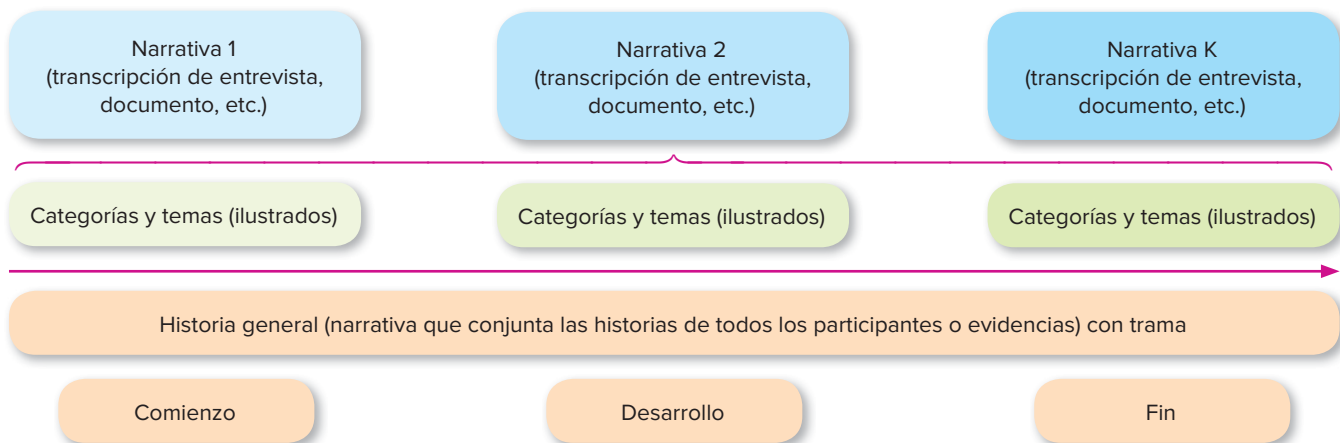 Narrativa 1
(transcripción de entrevista,
documento, etc.)
Narrativa 2
(transcripción de entrevista,
documento, etc.)
Narrativa K
(transcripción de entrevista,
documento, etc.)
Categorías y temas (ilustrados)
Categorías y temas (ilustrados)
Categorías y temas (ilustrados)
Historia general (narrativa que conjunta las historias de todos los participantes o evidencias) con trama
Comienzo
Desarrollo
Fin